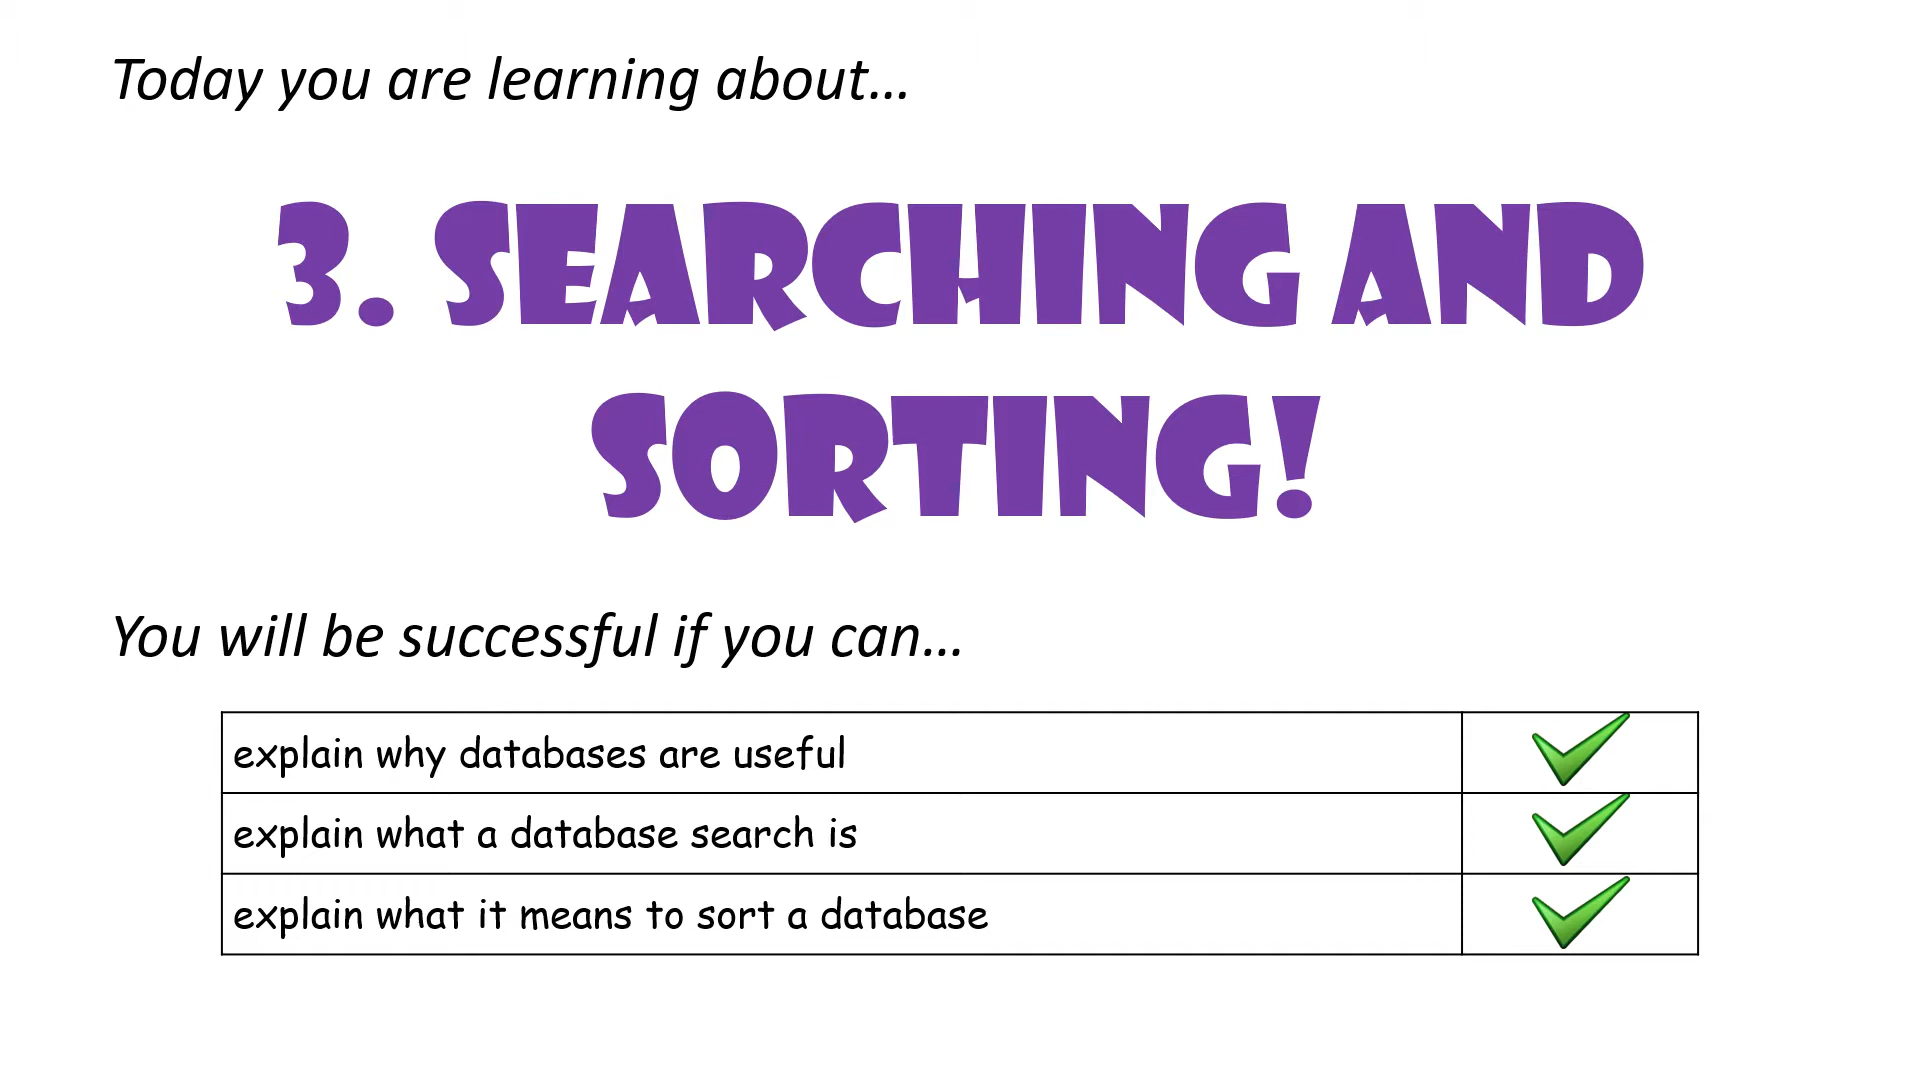 Today you are learning about…
3. SEARCHING AND
SORTING!
You will be successful if you can…
explain why databases are useful
explain what a database search is
explain what it means to sort a database